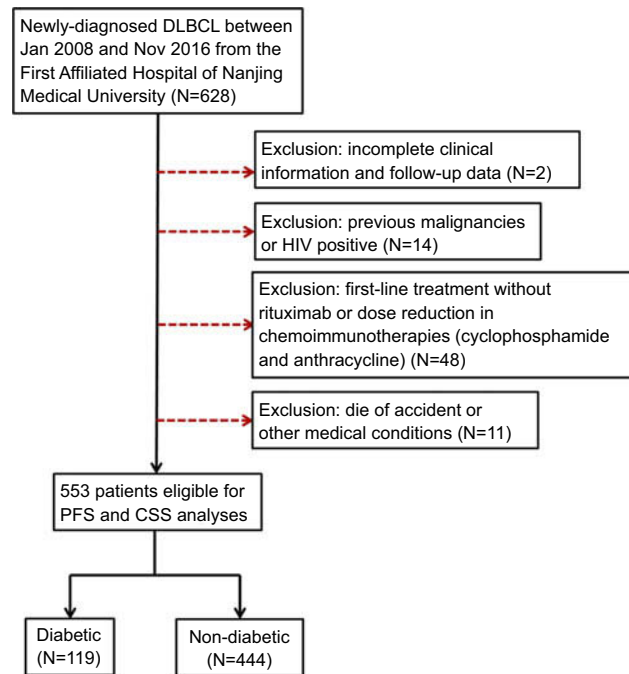 Newly-diagnosed DLBCL between
Jan 2008 and Nov 2016 from the
First Affiliated Hospital of Nanjing
Medical University (N=628)
Exclusion: incomplete clinical
information and follow-up data (N=2)
Exclusion: previous malignancies
or HIV positive (N=14)
Exclusion: first-line treatment without
rituximab or dose reduction in
chemoimmunotherapies (cyclophosphamide
and anthracycline) (N=48)
Exclusion: die of accident or
other medical conditions (N=11)
553 patients eligible for
PFS and CSS analyses
Diabetic
(N=119)
Non-diabetic
(N=444)